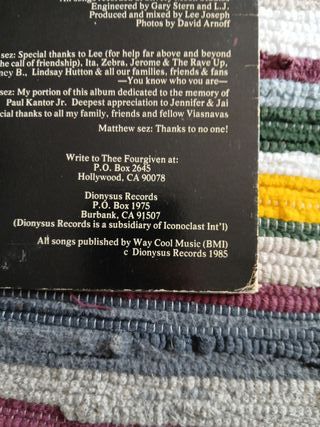 Engineered by Gary Stern and L.J.
Produced and mixed by Lee Joseph
Photos by David Arnoff
sez: Special thanks to Lee (for help far above and beyond
the call of friendship), Ita, Zebra, Jerome & The Rave Up,
ncy B., Lindsay Hutton & all our families, friends & fans
—You know who you are—
sez: My portion of this album dedicated to the memory of
Paul Kantor Jr. Deepest appreciation to Jennifer & Jai
cial thanks to all my family, friends and fellow Viasnavas
Matthew sez: Thanks to no one!
Write to Thee Fourgiven at:
P.O. Box 2645
Hollywood, CA 90078
Dionysus Records
P.O. Box 1975
Burbank, CA 91507
(Dionysus Records is a subsidiary of Iconoclast Int'l)
All songs published by Way Cool Music (BMI)
c Dionysus Records 1985